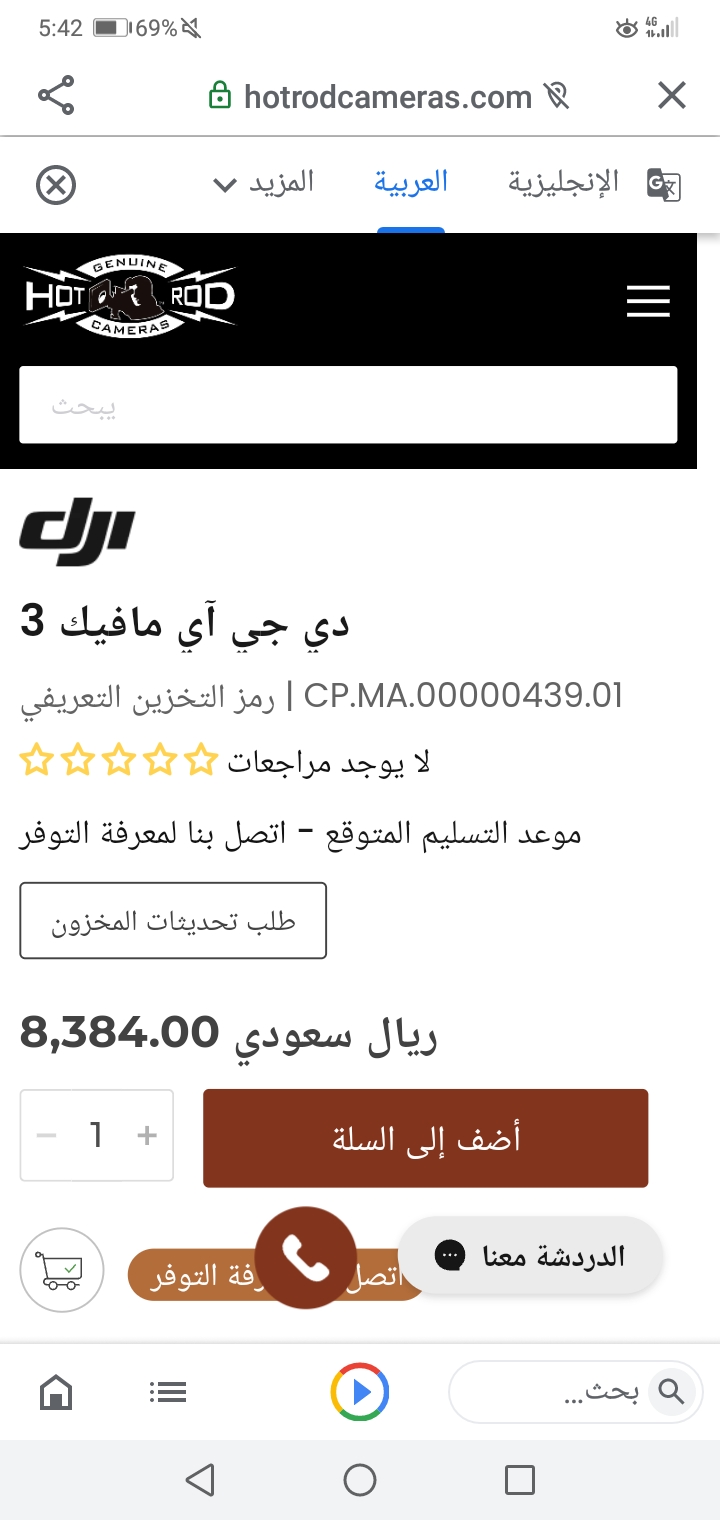 5:42 69% 4G
hotrodcameras.com
الإنجليزية العربية المزيد
GENUINE
HOT ROD
CAMERAS
يبحث
dji
دي جي آي مافيك 3
CP.MA.00000439.01 | رمز التخزين التعريفي
لا يوجد مراجعات
موعد التسليم المتوقع - اتصل بنا لمعرفة التوفر
طلب تحديثات المخزون
8,384.00 ريال سعودي
− 1 +
أضف إلى السلة
الدردشة معنا
اتصل رفة التوفر
بحث...